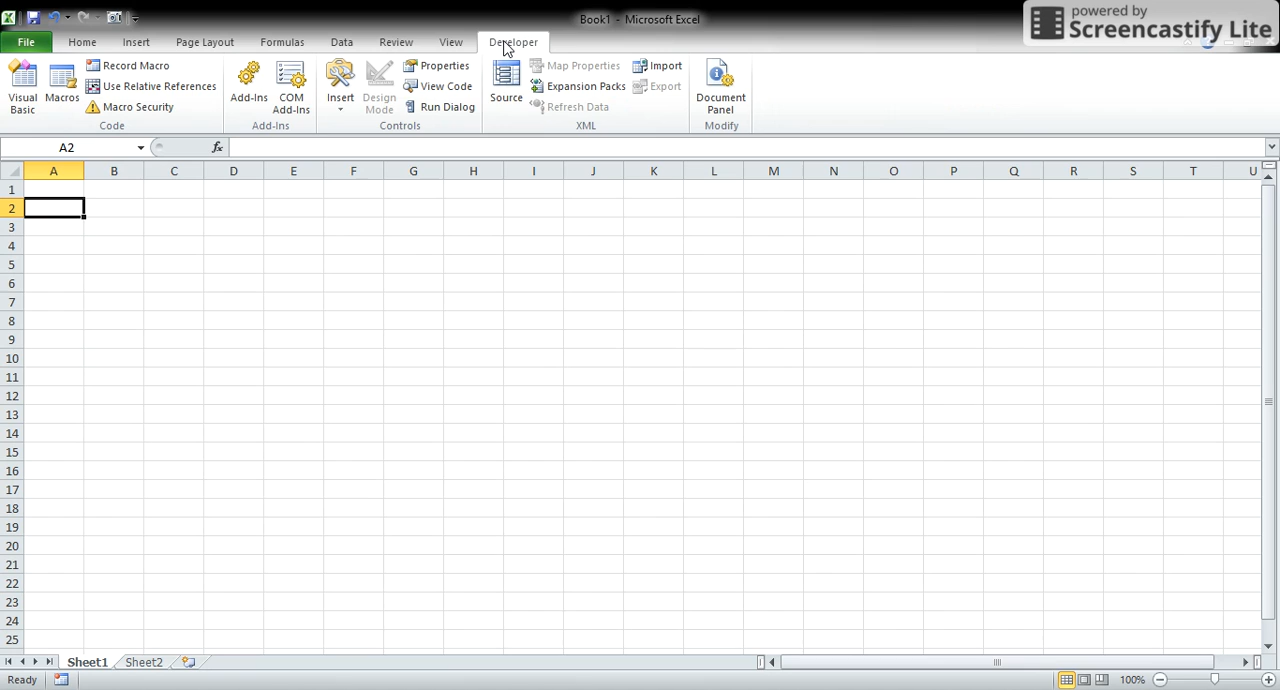 Book1 - Microsoft Excel
powered by
Screencastify Lite
File Home Insert Page Layout Formulas Data Review View Developer
Visual Basic
Macros
Record Macro
Use Relative References
Macro Security
Code
Add-Ins
COM Add-Ins
Add-Ins
Insert
Design Mode
Properties
View Code
Run Dialog
Controls
Source
Map Properties
Expansion Packs
Refresh Data
Import
Export
XML
Document Panel
Modify
A2 fx
A B C D E F G H I J K L M N O P Q R S T U
1
2
3
4
5
6
7
8
9
10
11
12
13
14
15
16
17
18
19
20
21
22
23
24
25
Sheet1 Sheet2
Ready 100%